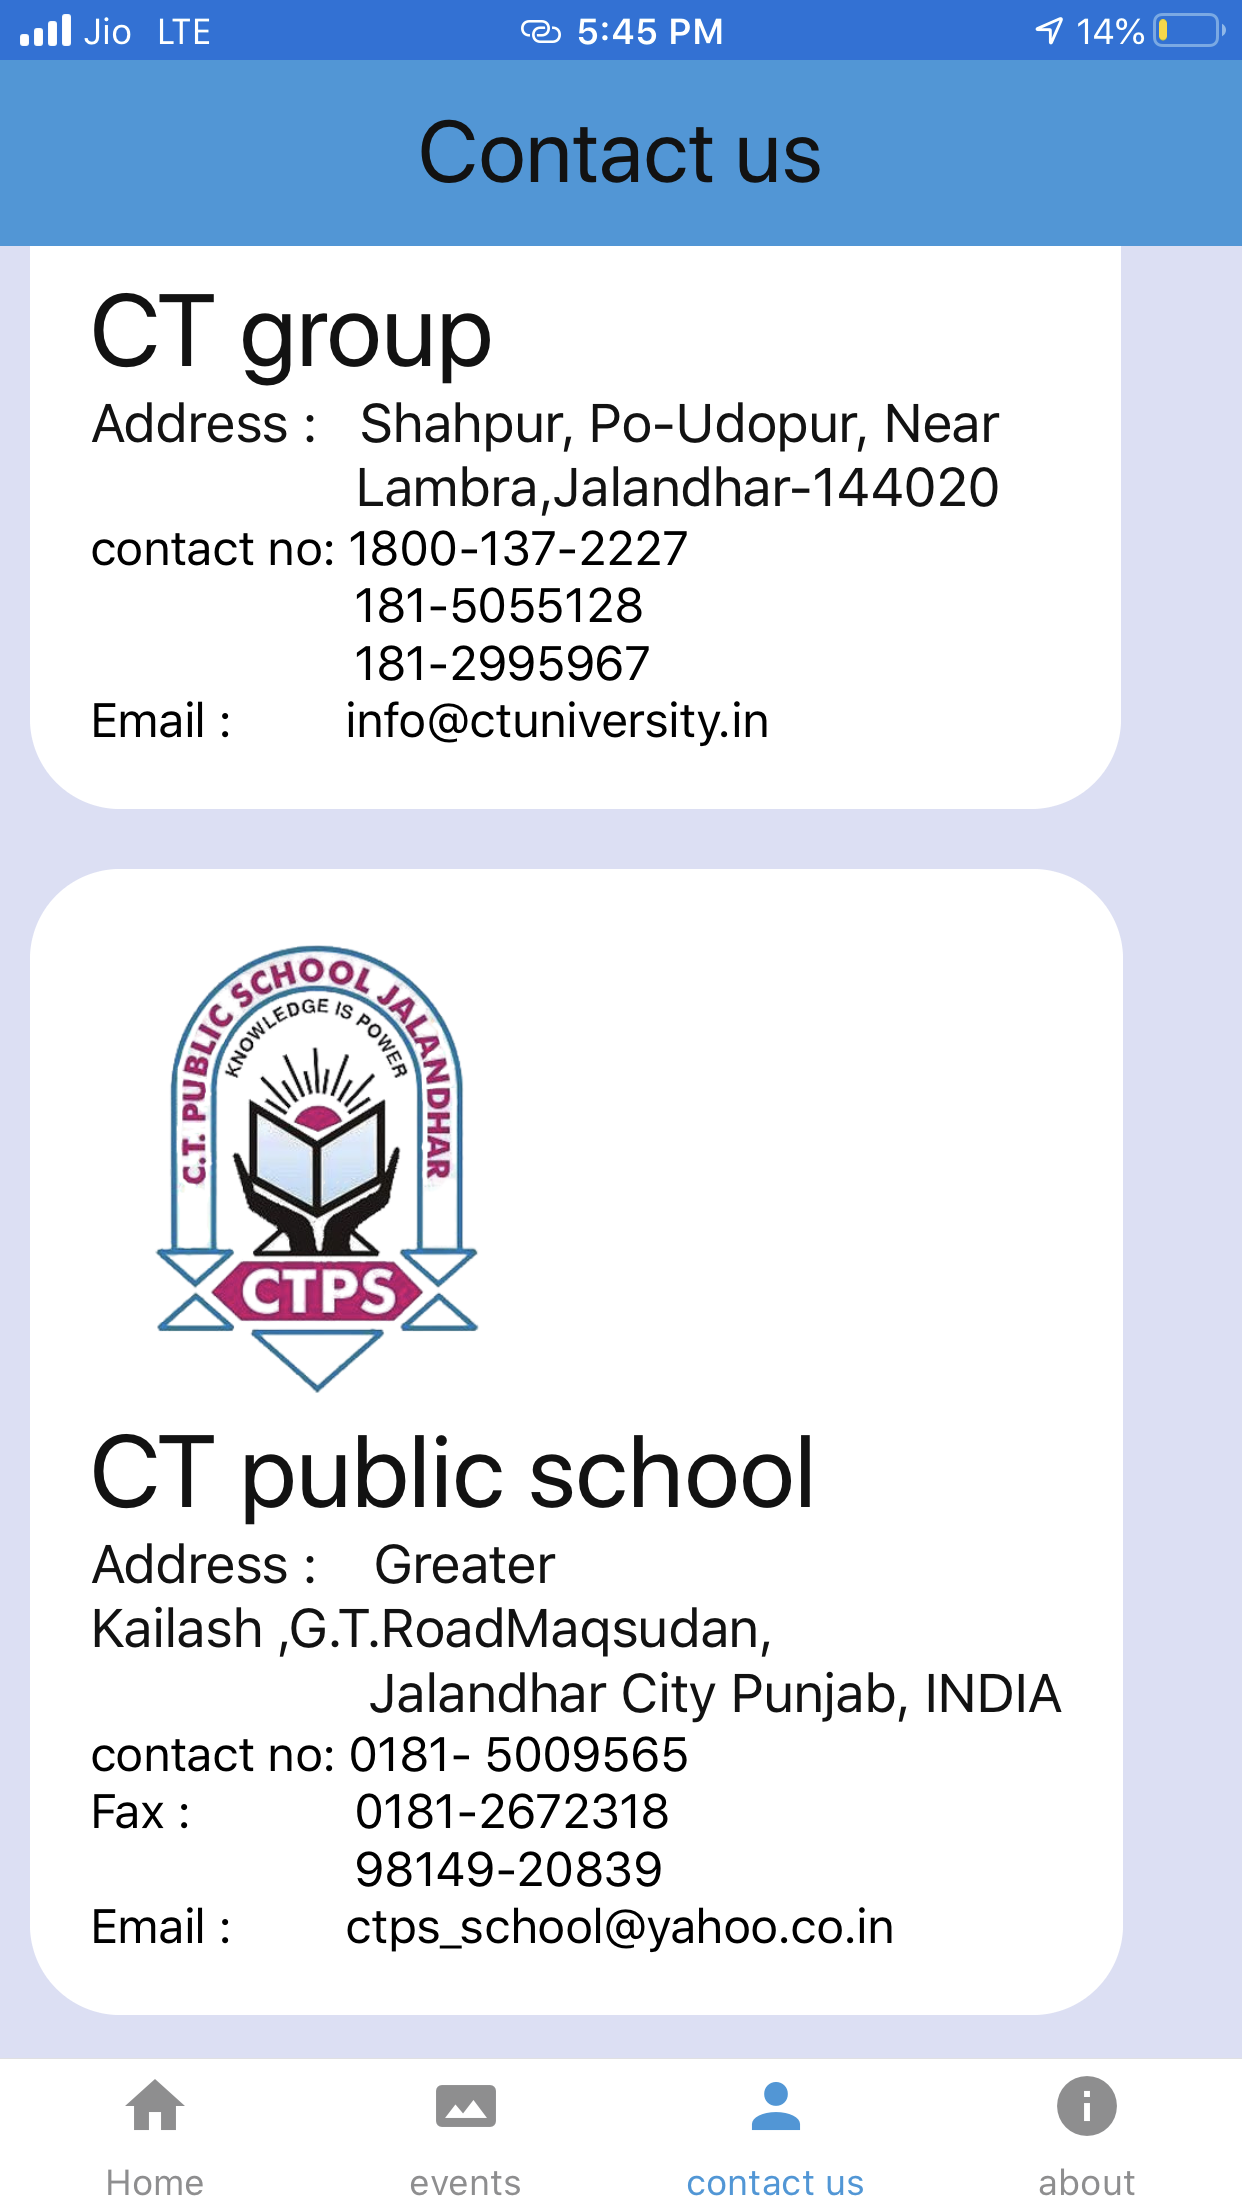 Jio LTE 5:45 PM 14%
Contact us
CT group
Address : Shahpur, Po-Udopur, Near
Lambra,Jalandhar-144020
contact no: 1800-137-2227
181-5055128
181-2995967
Email : info@ctuniversity.in
C.T. PUBLIC SCHOOL JALANDHAR
KNOWLEDGE IS POWER
CTPS
CT public school
Address : Greater
Kailash ,G.T.RoadMaqsudan,
Jalandhar City Punjab, INDIA
contact no: 0181- 5009565
Fax : 0181-2672318
98149-20839
Email : ctps_school@yahoo.co.in
Home events contact us about